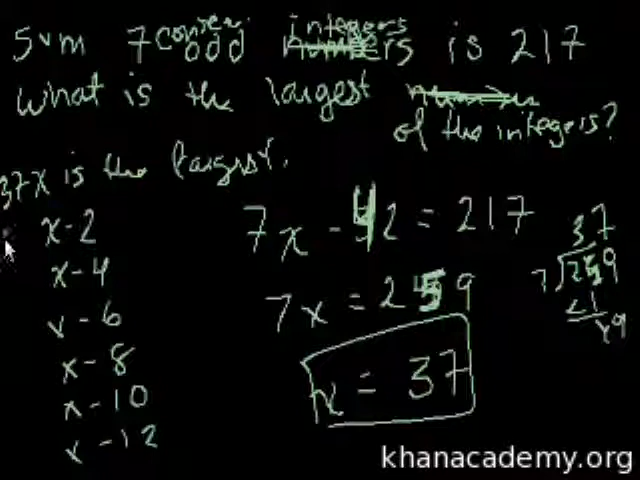 Sum 7 consec. odd integers is 217
What is the largest
of the integers?
37 x is the largest.
x-2
x-4
x-6
x-8
x-10
x-12
7x - 42 = 217
7x = 259
x = 37
37
7 259
21
49
khanacademy.org